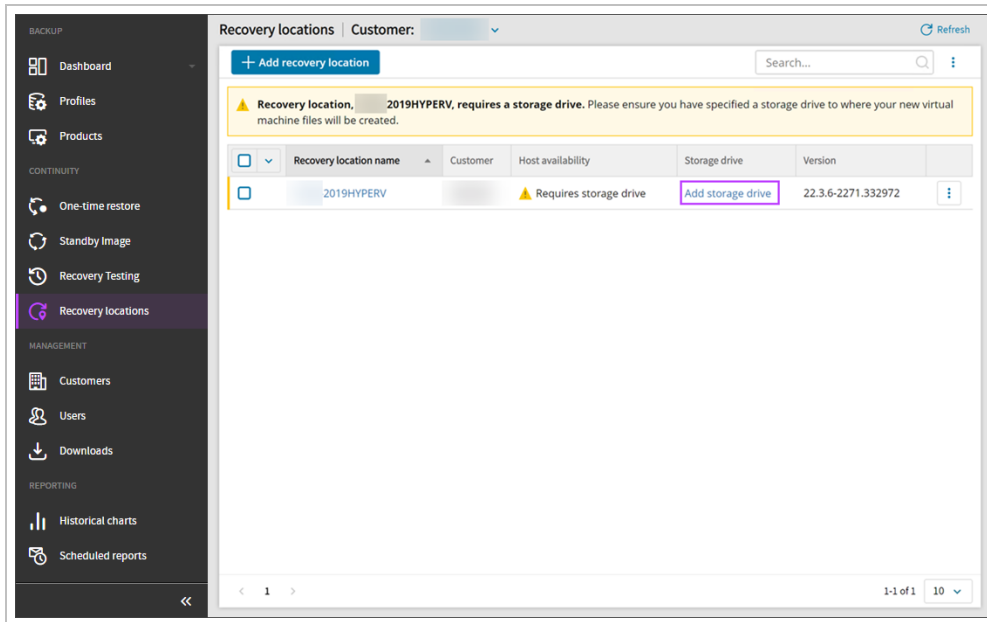 BACKUP
Dashboard
Profiles
Products
CONTINUITY
One-time restore
Standby Image
Recovery Testing
Recovery locations
MANAGEMENT
Customers
Users
Downloads
REPORTING
Historical charts
Scheduled reports
Recovery locations | Customer:
Refresh
+ Add recovery location
Search...
Recovery location, 2019HYPERV, requires a storage drive. Please ensure you have specified a storage drive to where your new virtual
machine files will be created.
Recovery location name Customer Host availability Storage drive Version
2019HYPERV Requires storage drive Add storage drive 22.3.6-2271.332972
< 1 > 1-1 of 1 10